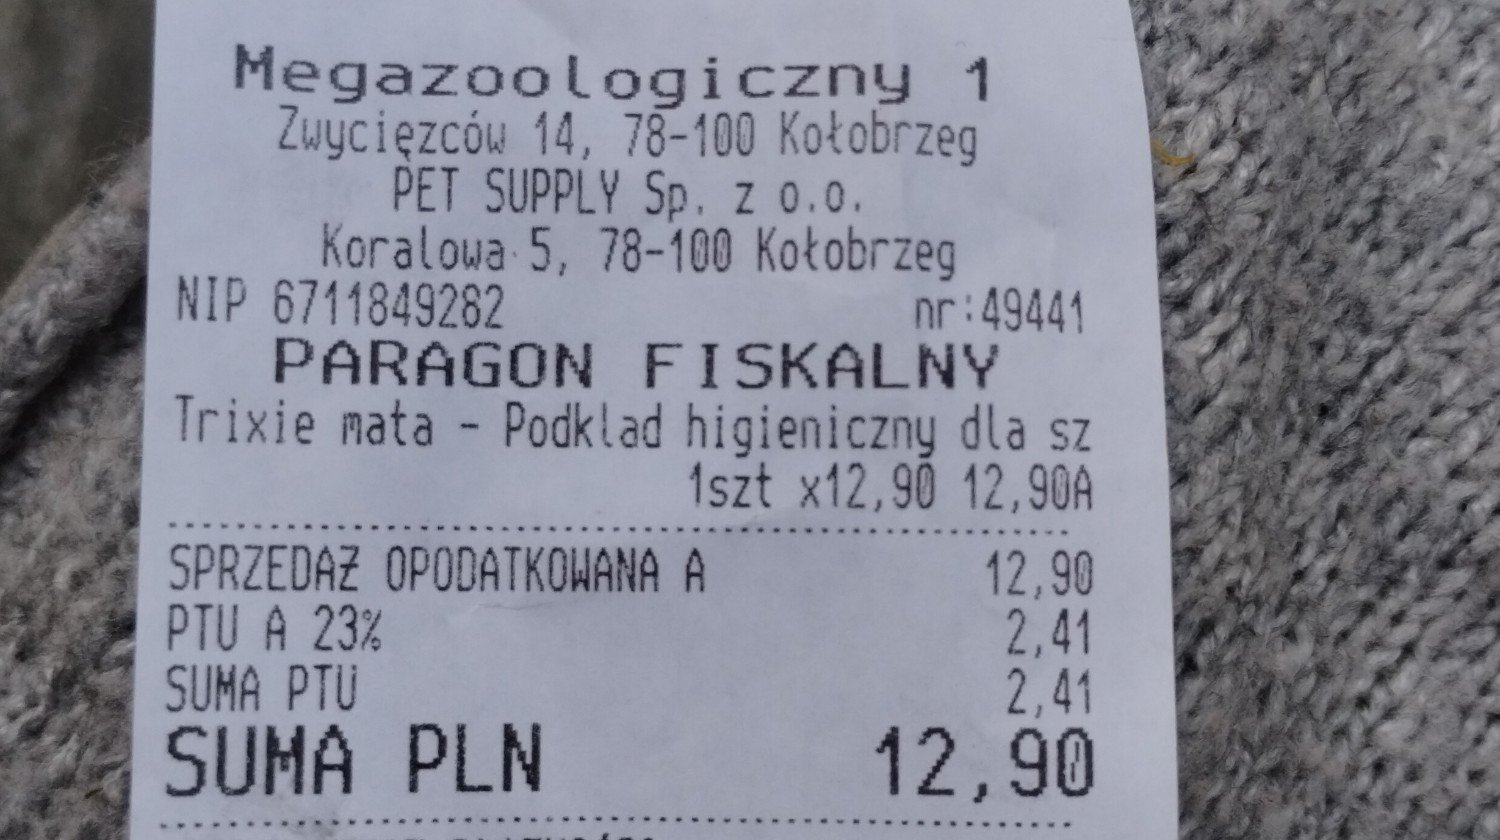 Megazoologiczny 1
Zwycięzców 14, 78-100 Kołobrzeg
PET SUPPLY Sp. z o.o.
Koralowa 5, 78-100 Kołobrzeg
NIP 6711849282 nr:49441
PARAGON FISKALNY
Trixie mata - Podklad higieniczny dla sz
1szt x12,90 12,90A
SPRZEDAŻ OPODATKOWANA A 12,90
PTU A 23% 2,41
SUMA PTU 2,41
SUMA PLN 12,90